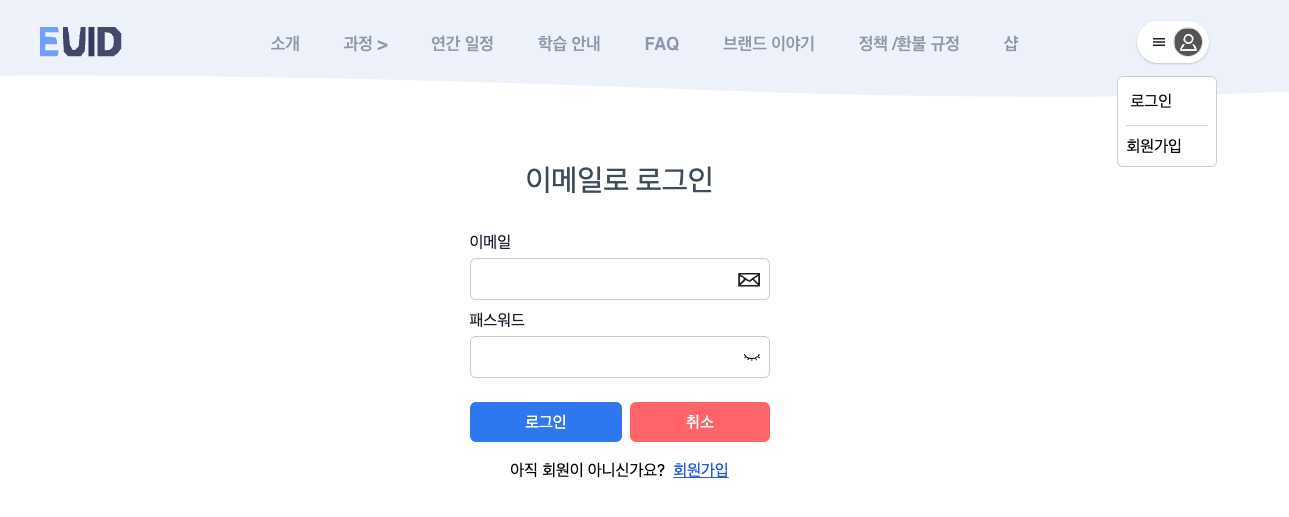 EUID
소개
과정 >
연간 일정
학습 안내
FAQ
브랜드 이야기
정책 /환불 규정
샵
로그인
회원가입
이메일로 로그인
이메일
패스워드
로그인
취소
아직 회원이 아니신가요? 회원가입